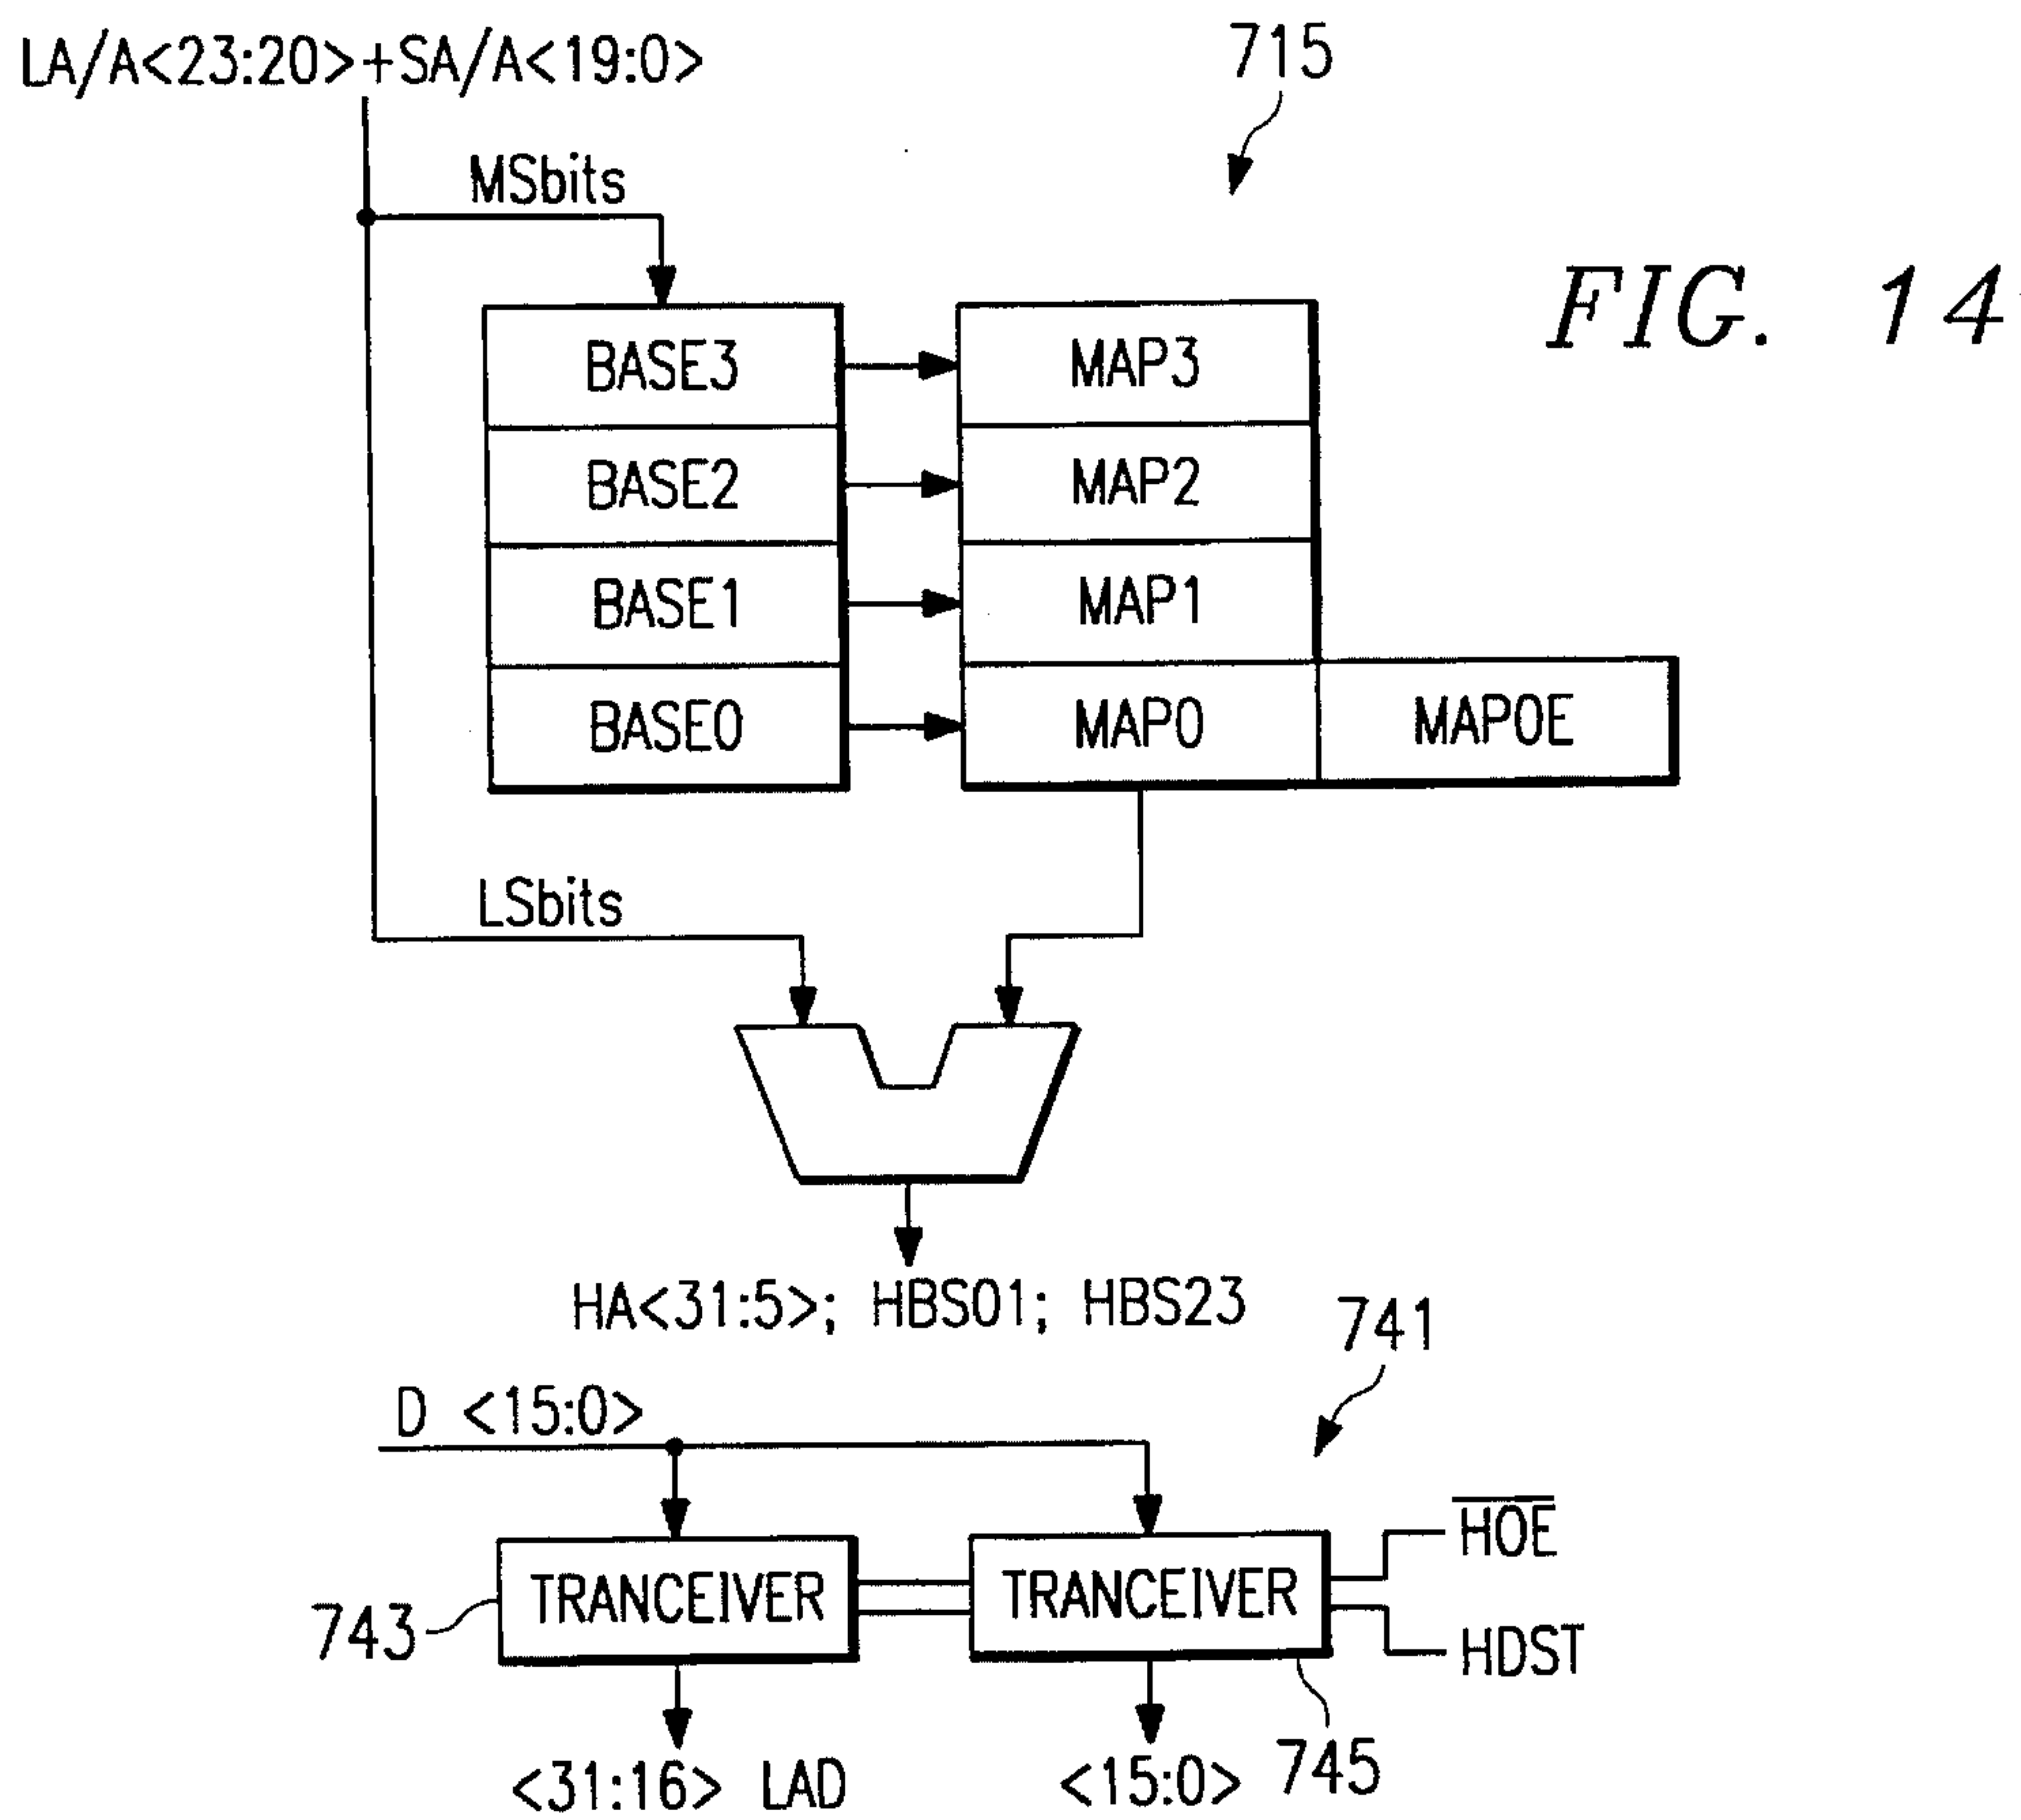 LA/A<23:20>+SA/A<19:0>
715
MSbits
FIG. 14
BASE3
MAP3
BASE2
MAP2
BASE1
MAP1
BASE0
MAP0
MAP0E
LSbits
HA<31:5>; HBS01; HBS23
741
D <15:0>
HOE
TRANCEIVER
TRANCEIVER
743
HDST
<31:16> LAD
<15:0>
745